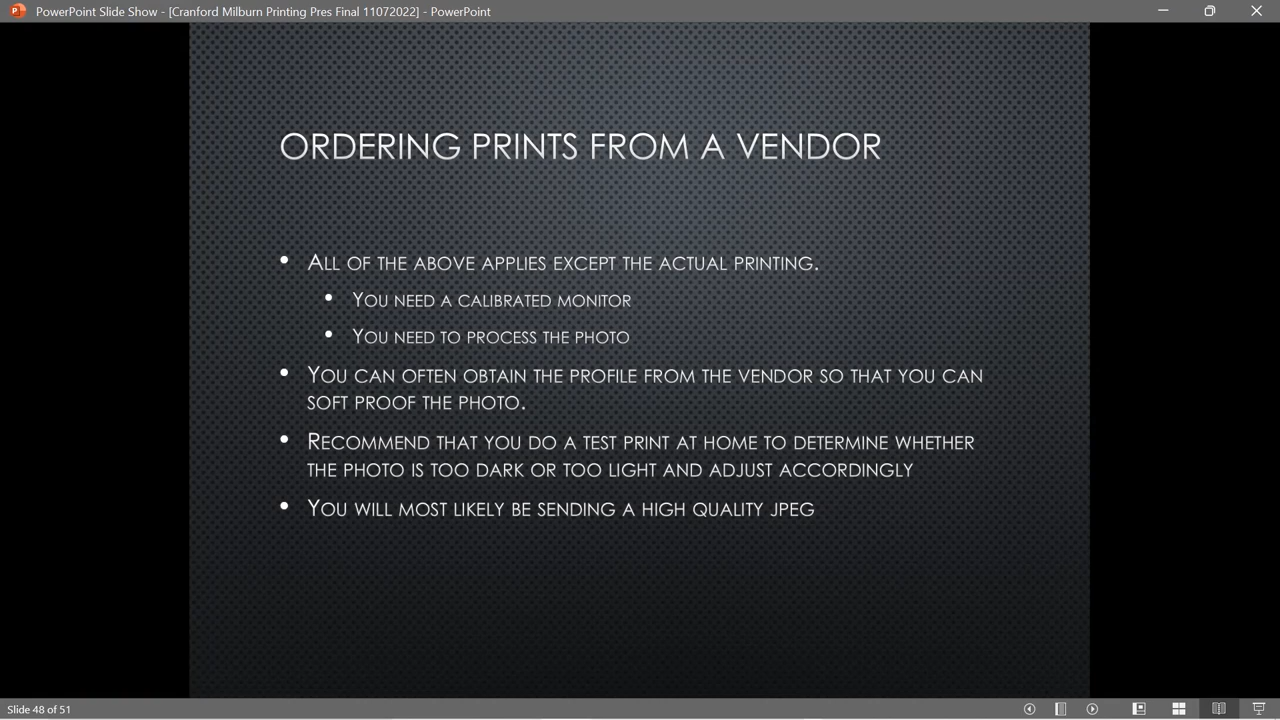 PowerPoint Slide Show - [Cranford Milburn Printing Pres Final 11072022] - PowerPoint
ORDERING PRINTS FROM A VENDOR
• ALL OF THE ABOVE APPLIES EXCEPT THE ACTUAL PRINTING.
• YOU NEED A CALIBRATED MONITOR
• YOU NEED TO PROCESS THE PHOTO
• YOU CAN OFTEN OBTAIN THE PROFILE FROM THE VENDOR SO THAT YOU CAN
SOFT PROOF THE PHOTO.
• RECOMMEND THAT YOU DO A TEST PRINT AT HOME TO DETERMINE WHETHER
THE PHOTO IS TOO DARK OR TOO LIGHT AND ADJUST ACCORDINGLY
• YOU WILL MOST LIKELY BE SENDING A HIGH QUALITY JPEG
Slide 48 of 51